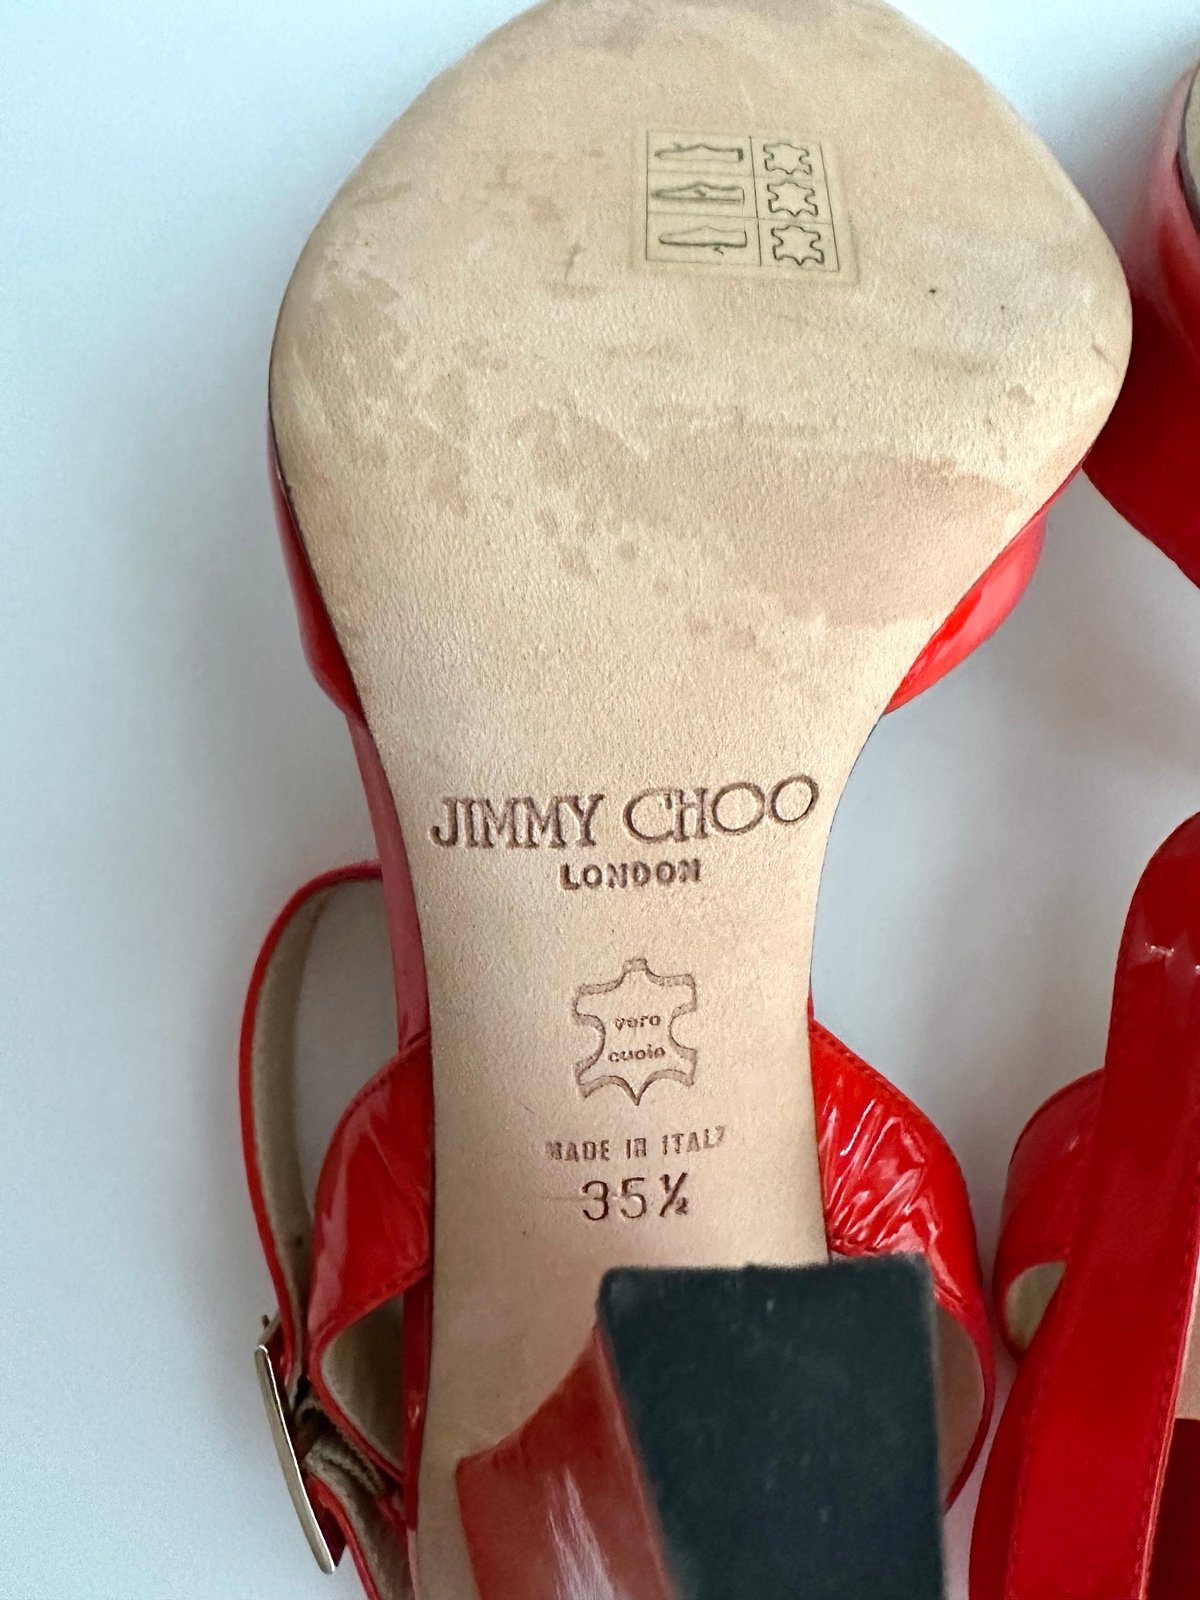 JIMMY CHOO
LONDON
vero
cuoio
MADE IN ITALY
35½